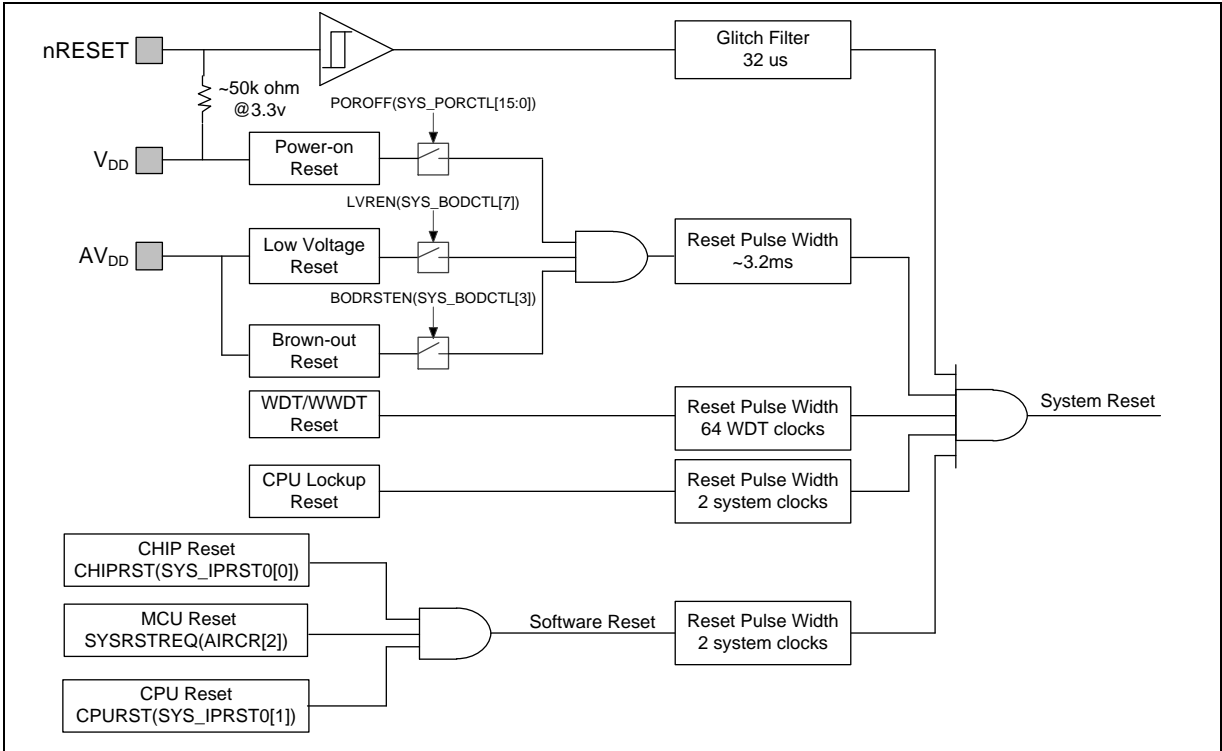 nRESET
Glitch Filter
32 us
~50k ohm
@3.3v
POROFF(SYS_PORCTL[15:0])
VDD
Power-on
Reset
LVREN(SYS_BODCTL[7])
AVDD
Low Voltage
Reset
Reset Pulse Width
~3.2ms
BODRSTEN(SYS_BODCTL[3])
Brown-out
Reset
WDT/WWDT
Reset
Reset Pulse Width
64 WDT clocks
System Reset
CPU Lockup
Reset
Reset Pulse Width
2 system clocks
CHIP Reset
CHIPRST(SYS_IPRST0[0])
MCU Reset
SYSRSTREQ(AIRCR[2])
Software Reset
Reset Pulse Width
2 system clocks
CPU Reset
CPURST(SYS_IPRST0[1])